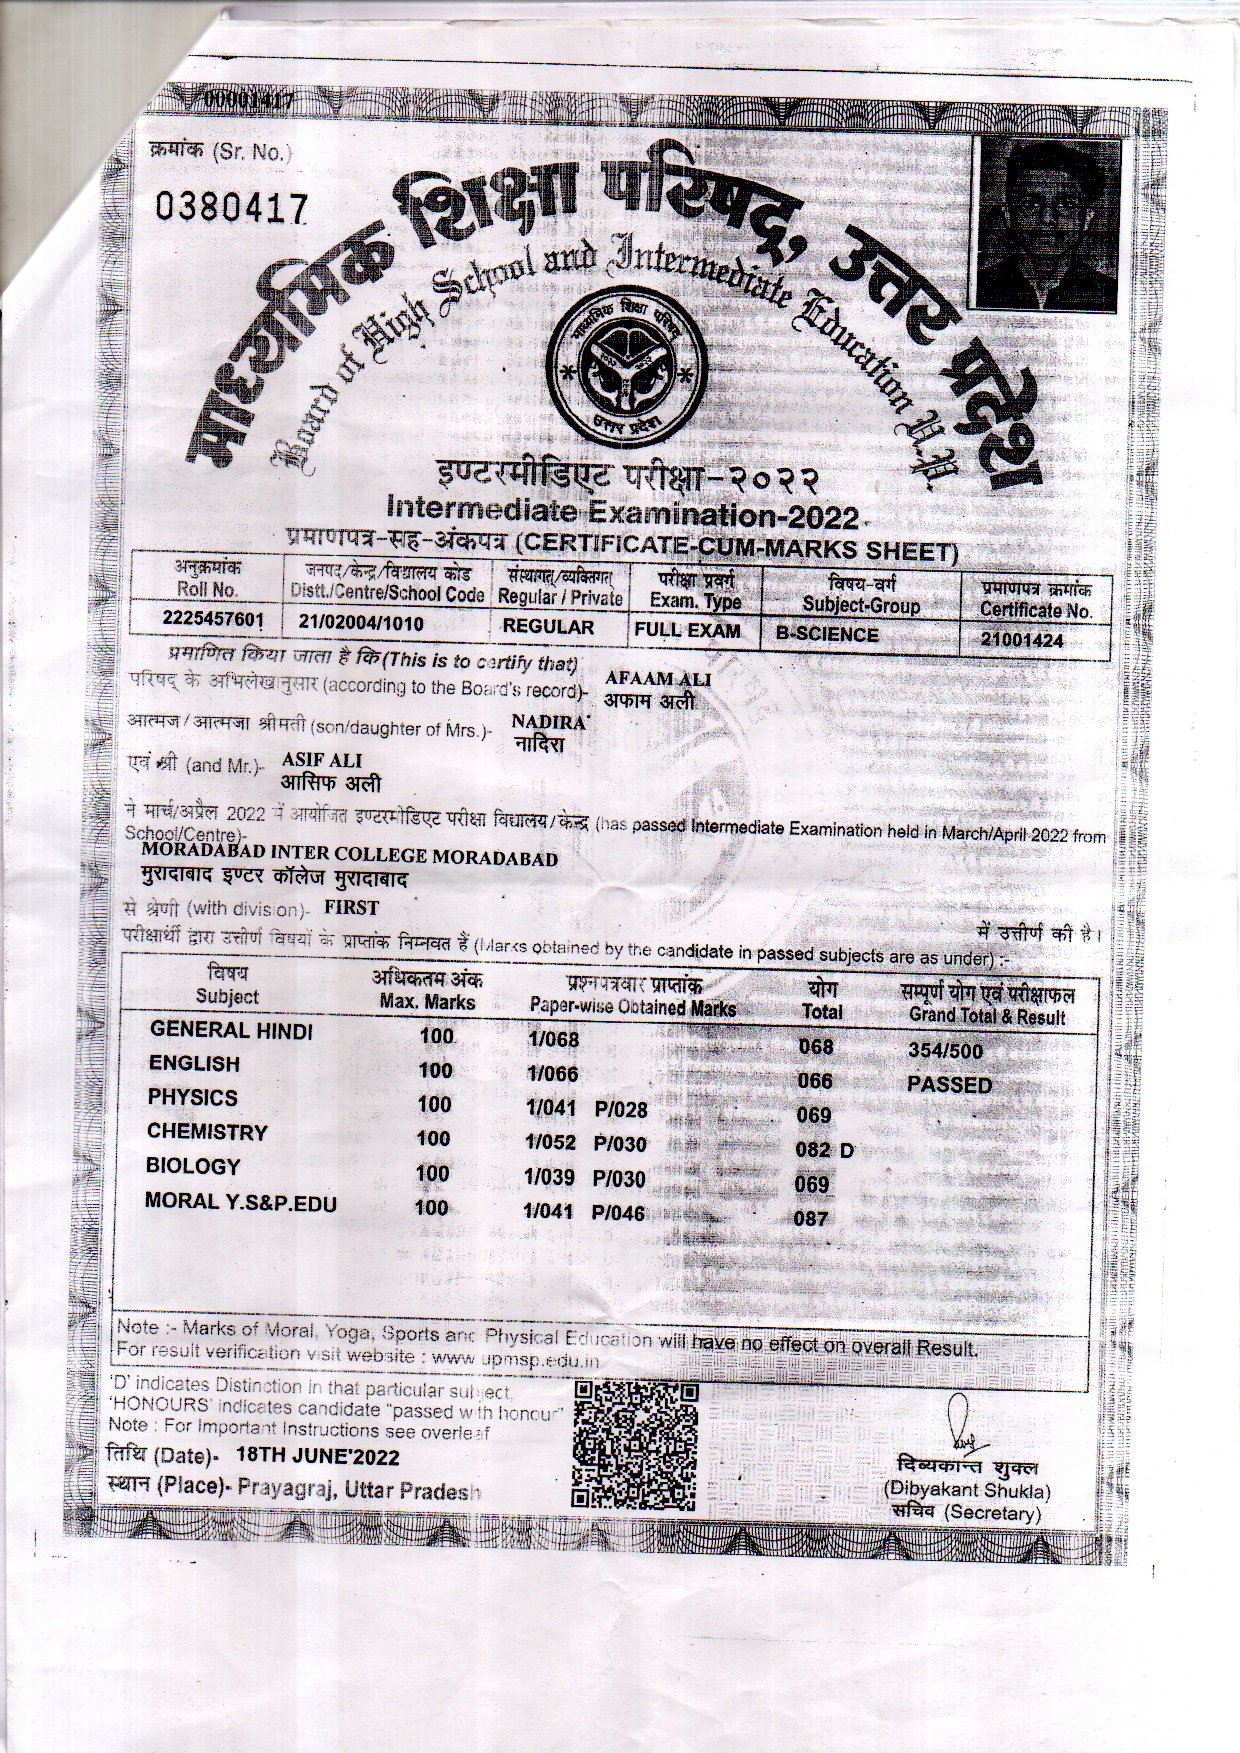 00001417
क्रमांक (Sr. No.)
0380417
माध्यमिक शिक्षा परिषद्, उत्तर प्रदेश
Board of High School and Intermediate Education U.P.
माध्यमिक शिक्षा परिषद
उत्तर प्रदेश
इण्टरमीडिएट परीक्षा-२०२२
Intermediate Examination-2022
प्रमाणपत्र-सह-अंकपत्र (CERTIFICATE-CUM-MARKS SHEET)
अनुक्रमांक जनपद/केन्द्र/विद्यालय कोड संस्थागत/व्यक्तिगत परीक्षा प्रवर्ग विषय-वर्ग प्रमाणपत्र क्रमांक
Roll No. Distt./Centre/School Code Regular / Private Exam. Type Subject-Group Certificate No.
2225457601 21/02004/1010 REGULAR FULL EXAM B-SCIENCE 21001424
प्रमाणित किया जाता है कि (This is to certify that)
परिषद् के अभिलेखानुसार (according to the Board's record)- AFAAM ALI
अफाम अली
आत्मज / आत्मजा श्रीमती (son/daughter of Mrs.)- NADIRA
नादिरा
एवं श्री (and Mr.)- ASIF ALI
आसिफ अली
ने मार्च/अप्रैल 2022 में आयोजित इण्टरमीडिएट परीक्षा विद्यालय/केन्द्र (has passed Intermediate Examination held in March/April 2022 from
School/Centre)-
MORADABAD INTER COLLEGE MORADABAD
मुरादाबाद इण्टर कॉलेज मुरादाबाद
से श्रेणी (with division)- FIRST
में उत्तीर्ण की है।
परीक्षार्थी द्वारा उत्तीर्ण विषयों के प्राप्तांक निम्नवत हैं (Marks obtained by the candidate in passed subjects are as under) :-
विषय अधिकतम अंक प्रश्नपत्रवार प्राप्तांक योग सम्पूर्ण योग एवं परीक्षाफल
Subject Max. Marks Paper-wise Obtained Marks Total Grand Total & Result
GENERAL HINDI 100 1/068 068 354/500
ENGLISH 100 1/066 066 PASSED
PHYSICS 100 1/041 P/028 069
CHEMISTRY 100 1/052 P/030 082 D
BIOLOGY 100 1/039 P/030 069
MORAL Y.S&P.EDU 100 1/041 P/046 087
Note :- Marks of Moral, Yoga, Sports and Physical Education will have no effect on overall Result.
For result verification visit website : www.upmsp.edu.in
'D' indicates Distinction in that particular subject.
'HONOURS' indicates candidate "passed with honour"
Note : For Important Instructions see overleaf
तिथि (Date)- 18TH JUNE'2022
स्थान (Place)- Prayagraj, Uttar Pradesh
दिव्यकान्त शुक्ल
(Dibyakant Shukla)
सचिव (Secretary)